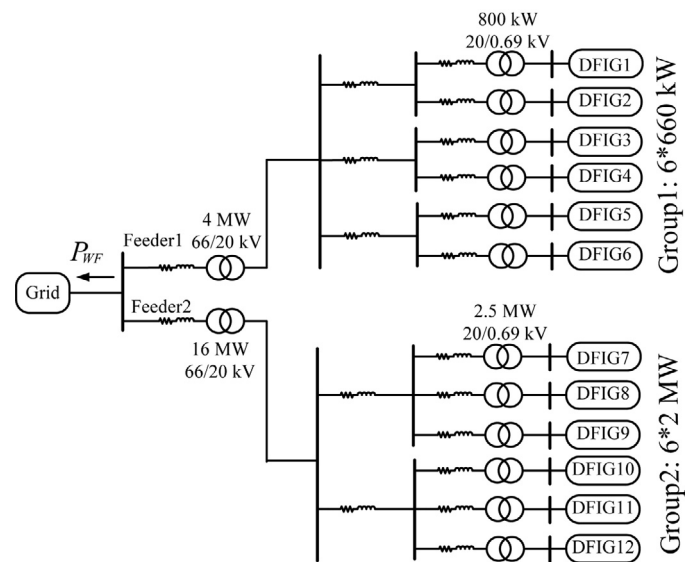 800 kW
20/0.69 kV
DFIG1
DFIG2
DFIG3
DFIG4
DFIG5
DFIG6
Group1: 6*660 kW
4 MW
66/20 kV
Feeder1
PWF
Grid
Feeder2
16 MW
66/20 kV
2.5 MW
20/0.69 kV
DFIG7
DFIG8
DFIG9
DFIG10
DFIG11
DFIG12
Group2: 6*2 MW